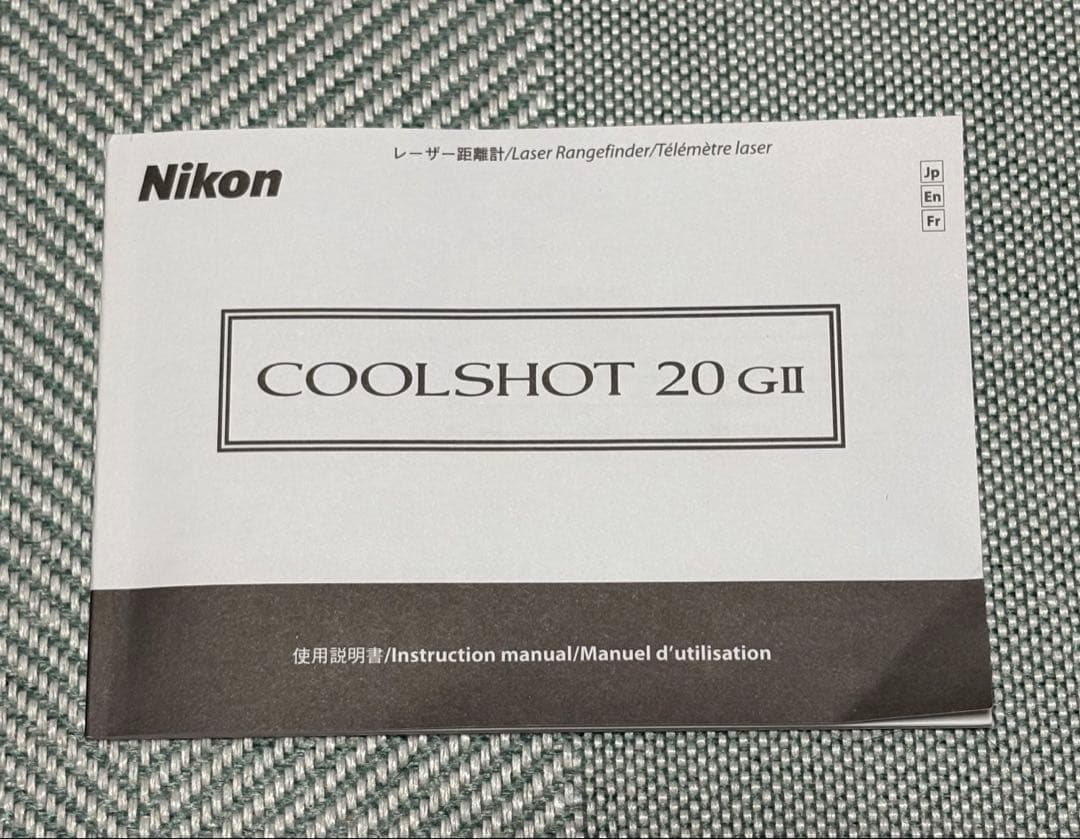 レーザー距離計/Laser Rangefinder/Télémètre laser
Nikon
Jp
En
Fr
COOLSHOT 20 GII
使用説明書/Instruction manual/Manuel d'utilisation